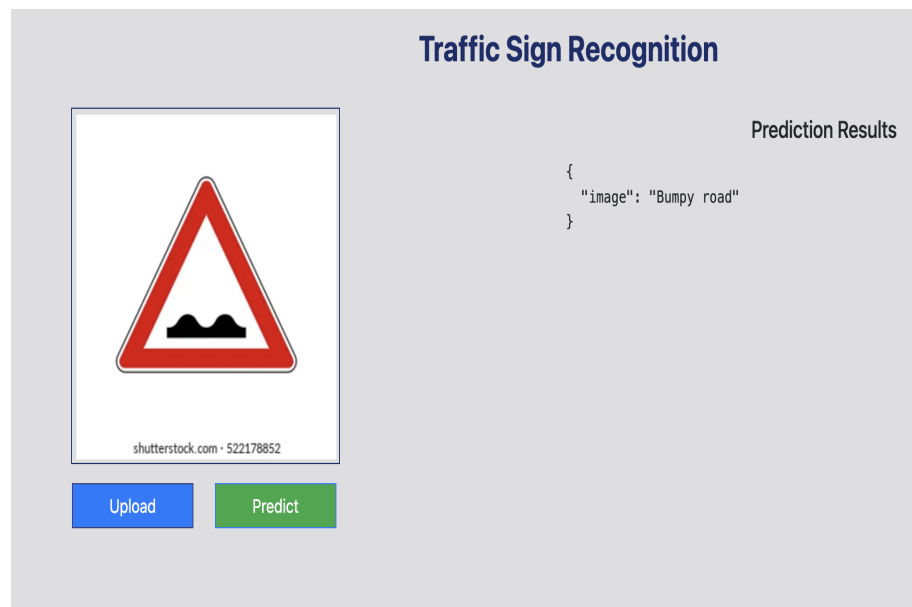 Traffic Sign Recognition
Prediction Results
{
  "image": "Bumpy road"
}
shutterstock.com · 522178852
Upload
Predict